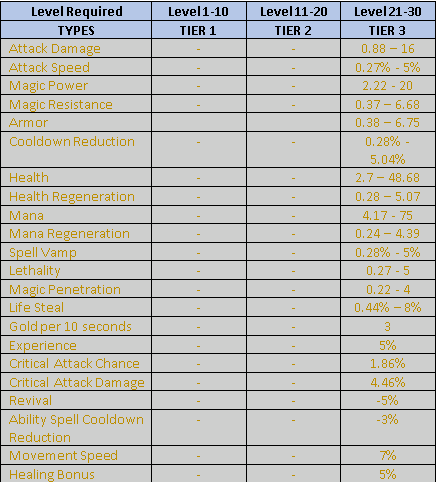 Level Required Level 1-10 Level 11-20 Level 21-30
TYPES TIER 1 TIER 2 TIER 3
Attack Damage - - 0.88 – 16
Attack Speed - - 0.27% - 5%
Magic Power - - 2.22 - 20
Magic Resistance - - 0.37 – 6.68
Armor - - 0.38 – 6.75
Cooldown Reduction - - 0.28% -
5.04%
Health - - 2.7 – 48.68
Health Regeneration - - 0.28 – 5.07
Mana - - 4.17 - 75
Mana Regeneration - - 0.24 – 4.39
Spell Vamp - - 0.28% - 5%
Lethality - - 0.27 - 5
Magic Penetration - - 0.22 - 4
Life Steal - - 0.44% – 8%
Gold per 10 seconds - - 3
Experience - - 5%
Critical Attack Chance - - 1.86%
Critical Attack Damage - - 4.46%
Revival - - -5%
Ability Spell Cooldown - - -3%
Reduction
Movement Speed - - 7%
Healing Bonus - - 5%